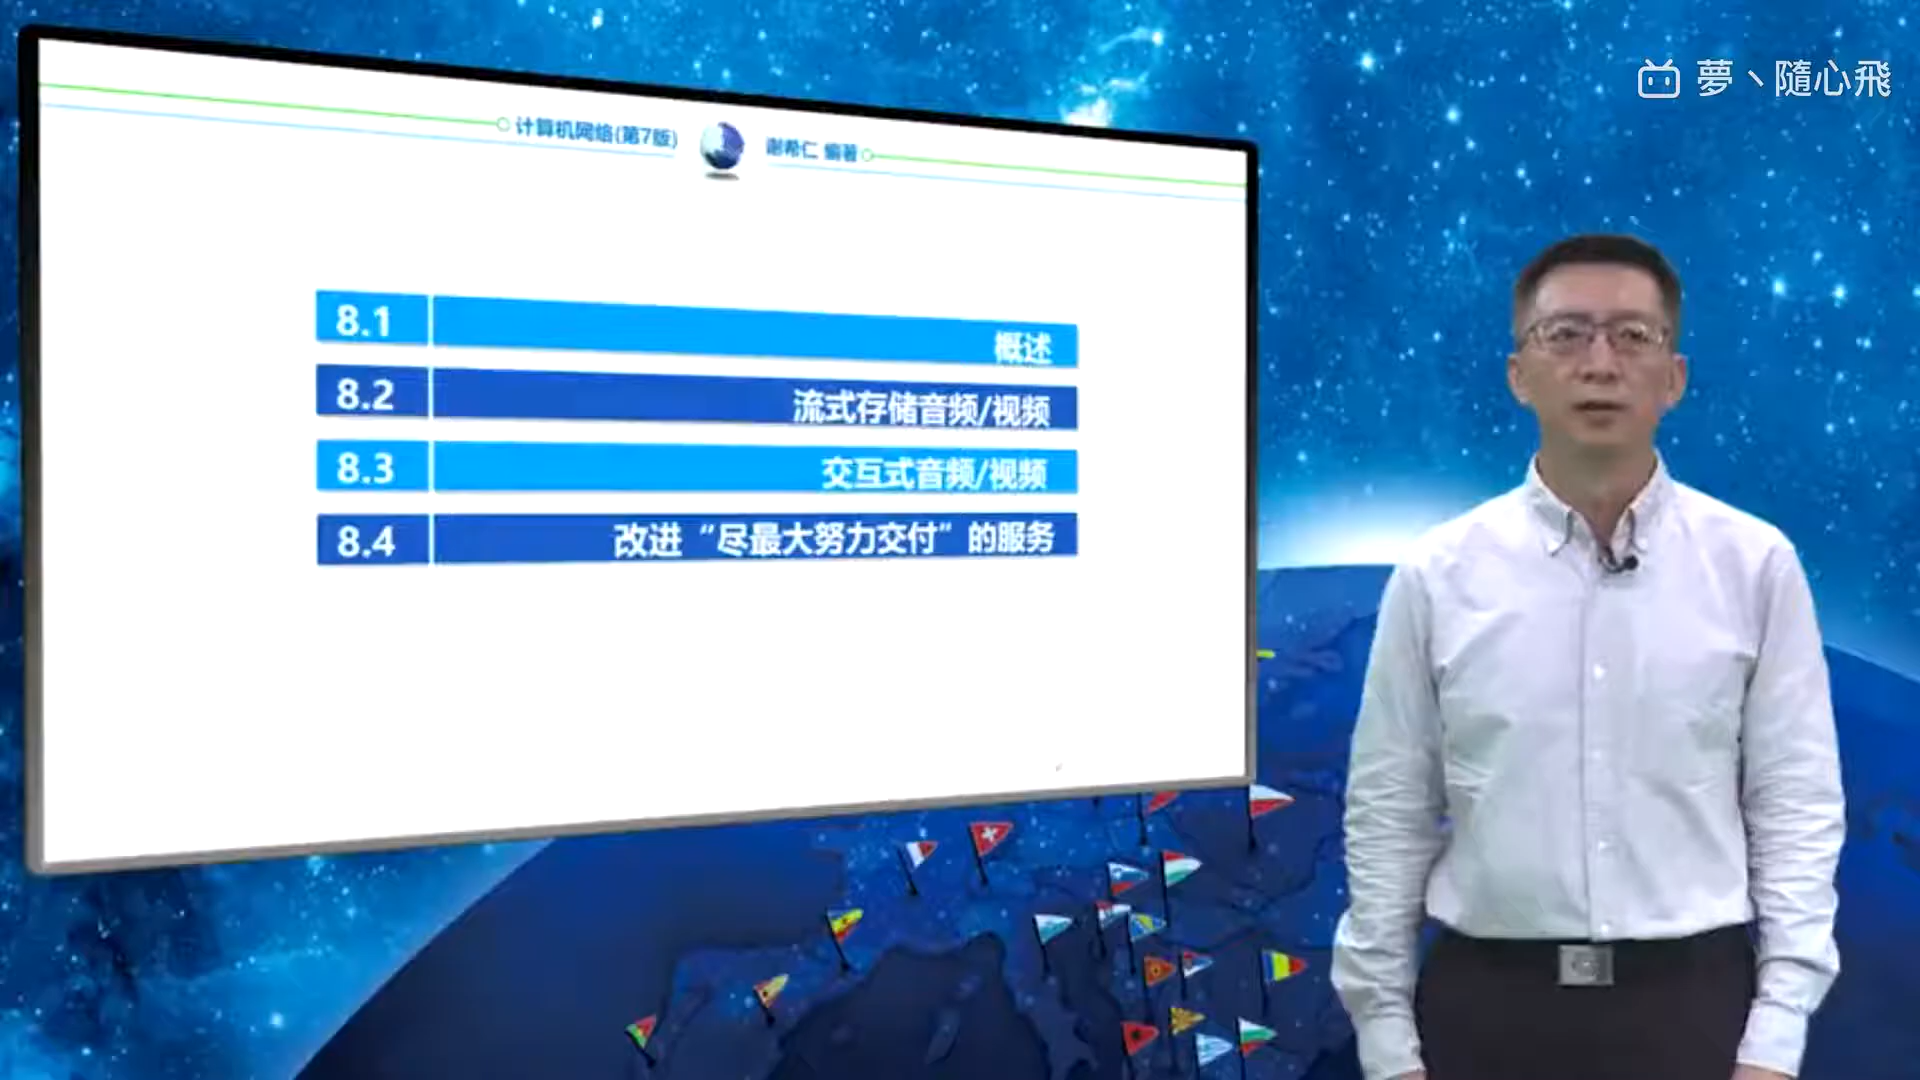 夢丶隨心飛
计算机网络(第7版)
谢希仁 编著
8.1 概述
8.2 流式存储音频/视频
8.3 交互式音频/视频
8.4 改进“尽最大努力交付”的服务